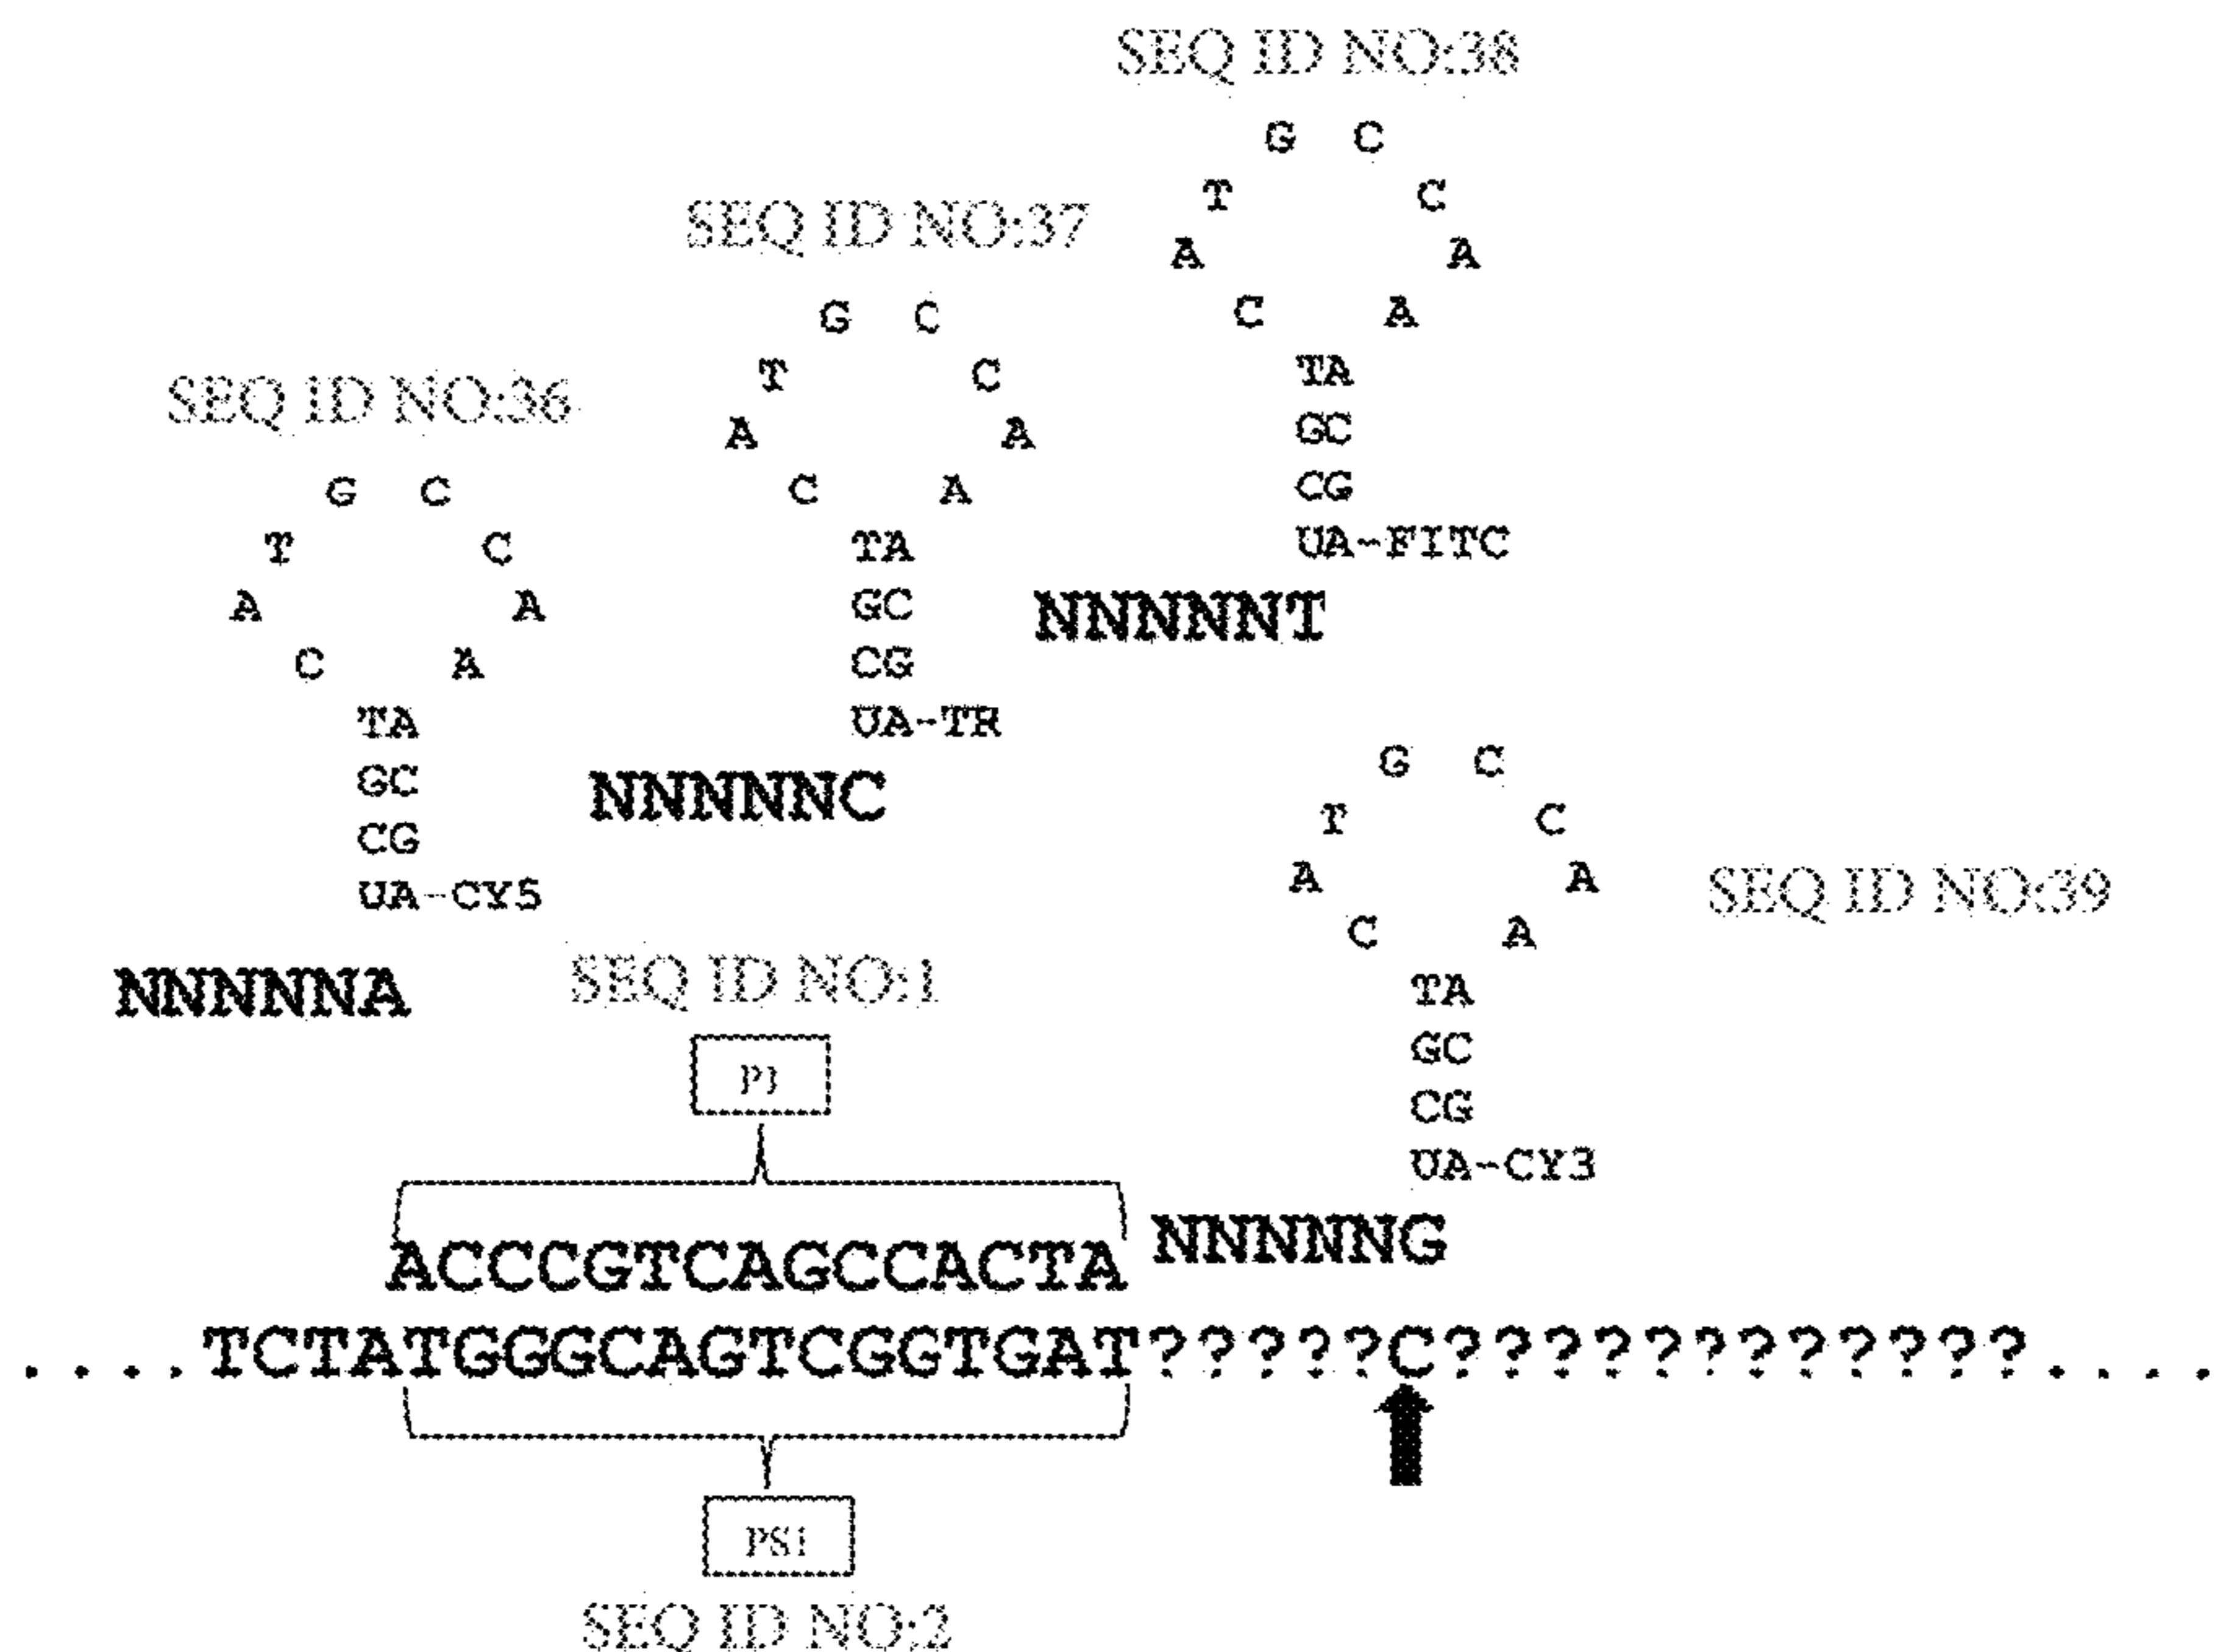 SEQ ID NO:38
G C
T C
A A
C A
TA
GC
CG
UA-FITC
NNNNNT
SEQ ID NO:37
G C
T C
A A
C A
TA
GC
CG
UA-TR
NNNNNC
SEQ ID NO:36
G C
T C
A A
C A
TA
GC
CG
UA-CY5
NNNNNA
G C
T C
A A
C A
TA
GC
CG
UA-CY3
NNNNNG
SEQ ID NO:39
SEQ ID NO:1
P1
ACCCGTCAGCCACTA
....TCTATGGGCAGTCGGTGAT?????C????????????....
PS1
SEQ ID NO:2